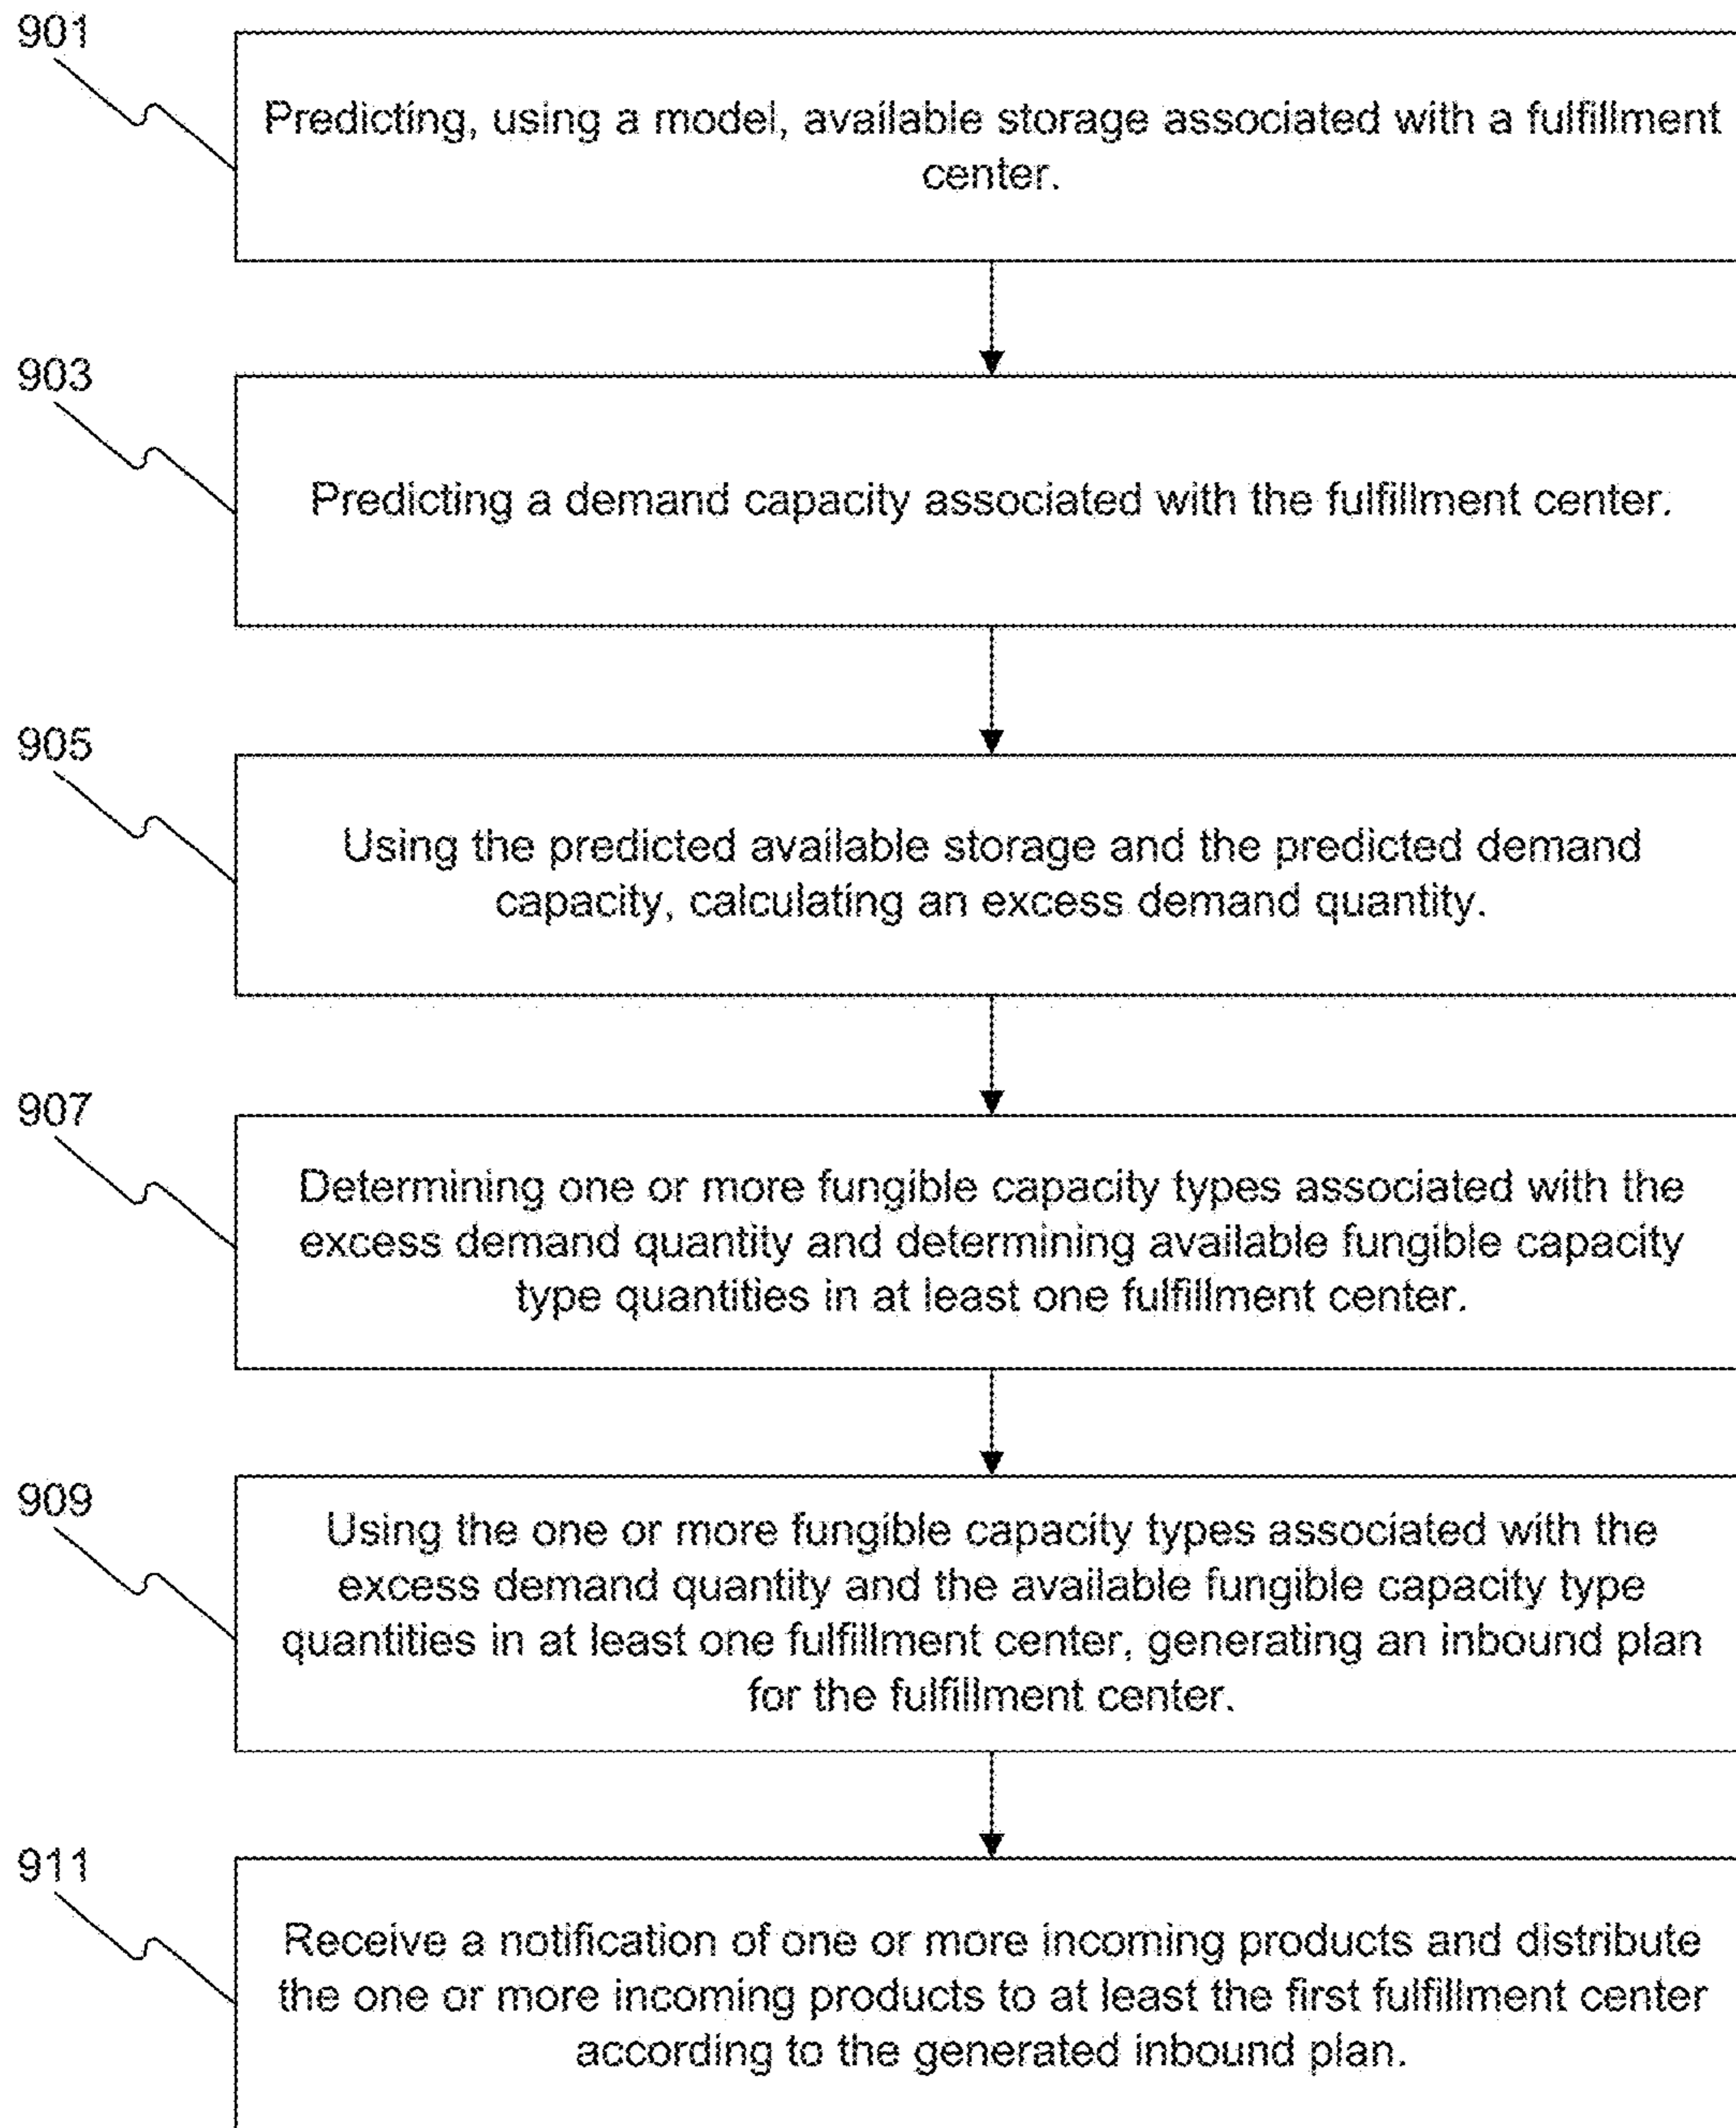 901
Predicting, using a model, available storage associated with a fulfillment
center.
903
Predicting a demand capacity associated with the fulfillment center.
905
Using the predicted available storage and the predicted demand
capacity, calculating an excess demand quantity.
907
Determining one or more fungible capacity types associated with the
excess demand quantity and determining available fungible capacity
type quantities in at least one fulfillment center.
909
Using the one or more fungible capacity types associated with the
excess demand quantity and the available fungible capacity type
quantities in at least one fulfillment center, generating an inbound plan
for the fulfillment center.
911
Receive a notification of one or more incoming products and distribute
the one or more incoming products to at least the first fulfillment center
according to the generated inbound plan.